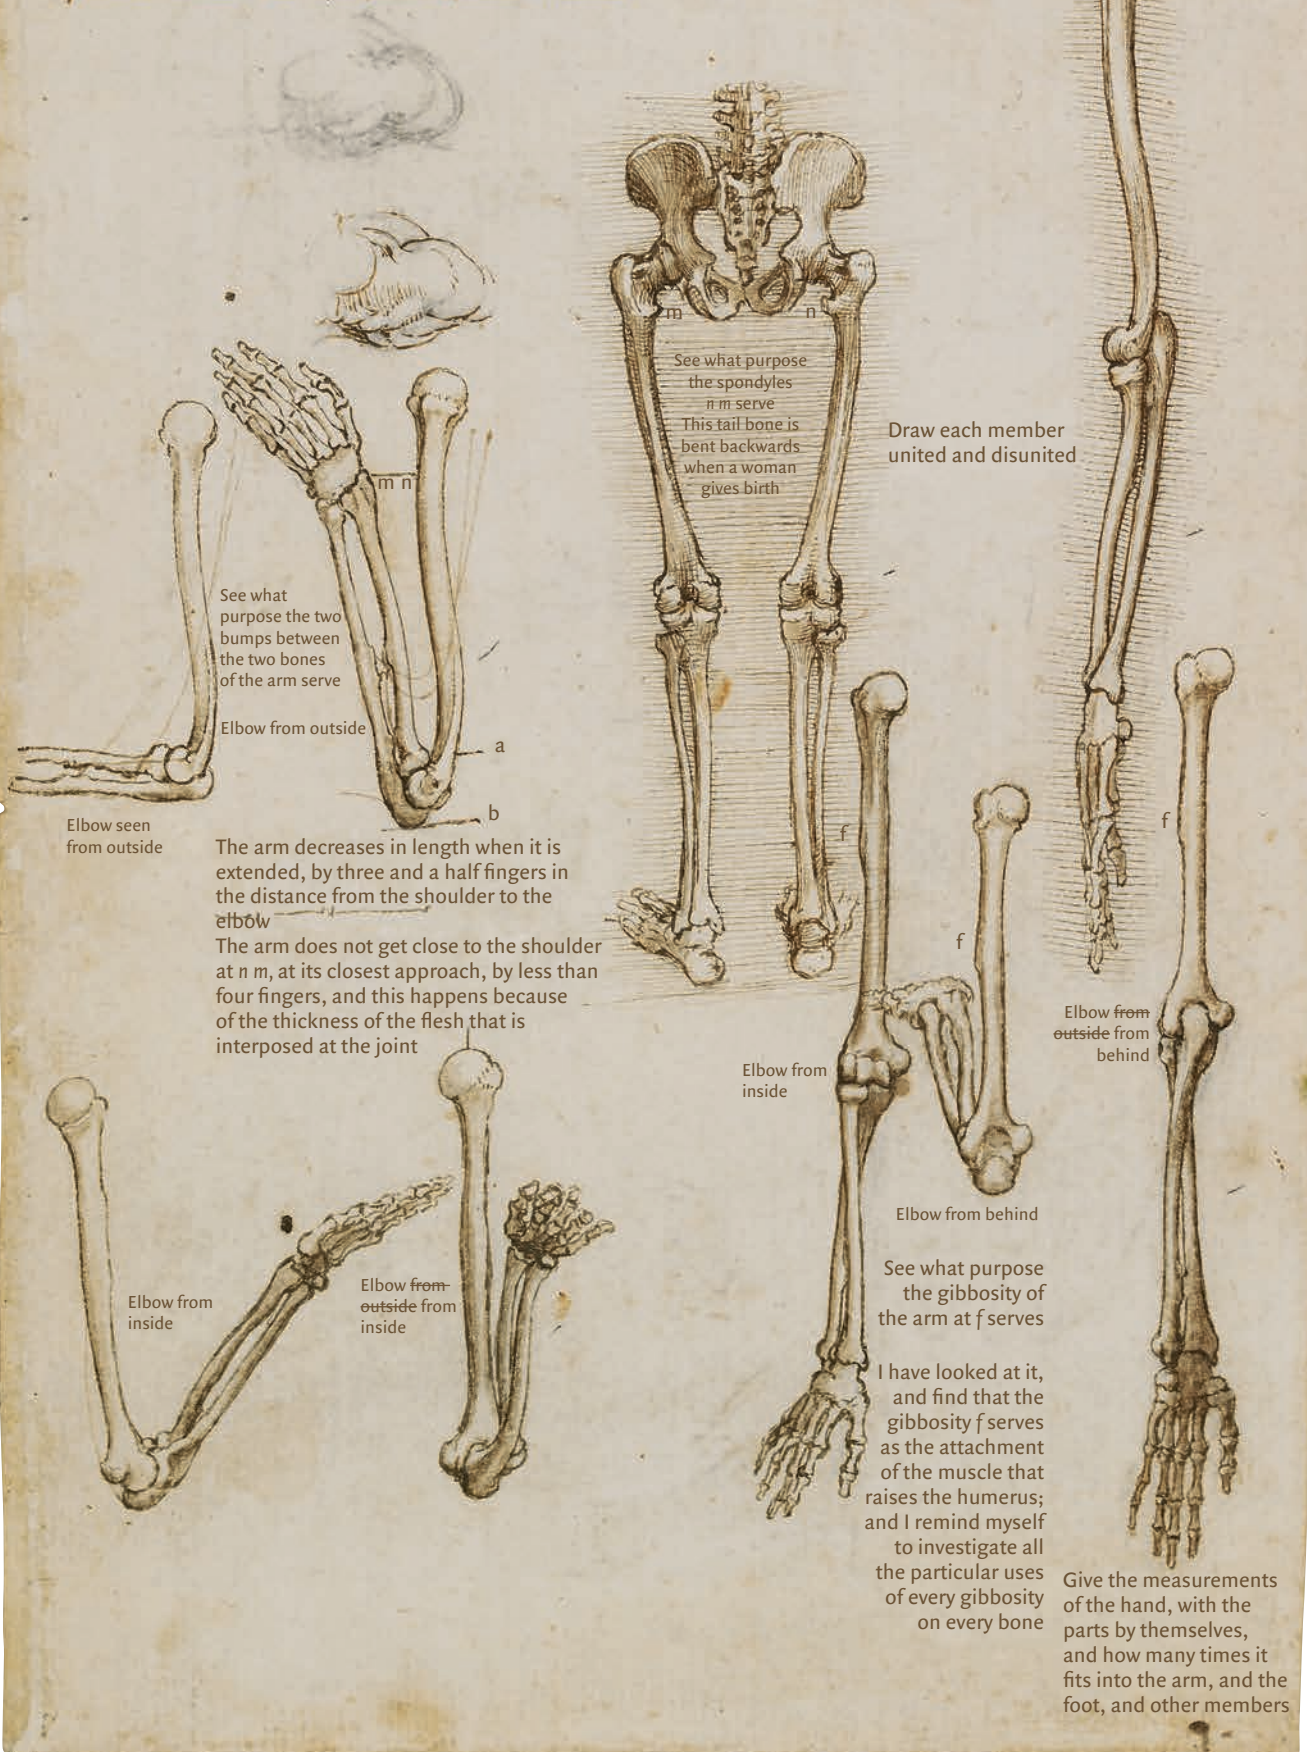 m
n
See what purpose
the spondyles
n m serve
This tail bone is
bent backwards
when a woman
gives birth
Draw each member
united and disunited
m n
See what
purpose the two
bumps between
the two bones
of the arm serve
Elbow from outside
a
b
Elbow seen
from outside
The arm decreases in length when it is
extended, by three and a half fingers in
the distance from the shoulder to the
elbow
The arm does not get close to the shoulder
at n m, at its closest approach, by less than
four fingers, and this happens because
of the thickness of the flesh that is
interposed at the joint
f
f
f
Elbow from
outside from
behind
Elbow from
inside
Elbow from behind
Elbow from
inside
Elbow from
outside from
inside
See what purpose
the gibbosity of
the arm at f serves
I have looked at it,
and find that the
gibbosity f serves
as the attachment
of the muscle that
raises the humerus;
and I remind myself
to investigate all
the particular uses
of every gibbosity
on every bone
Give the measurements
of the hand, with the
parts by themselves,
and how many times it
fits into the arm, and the
foot, and other members